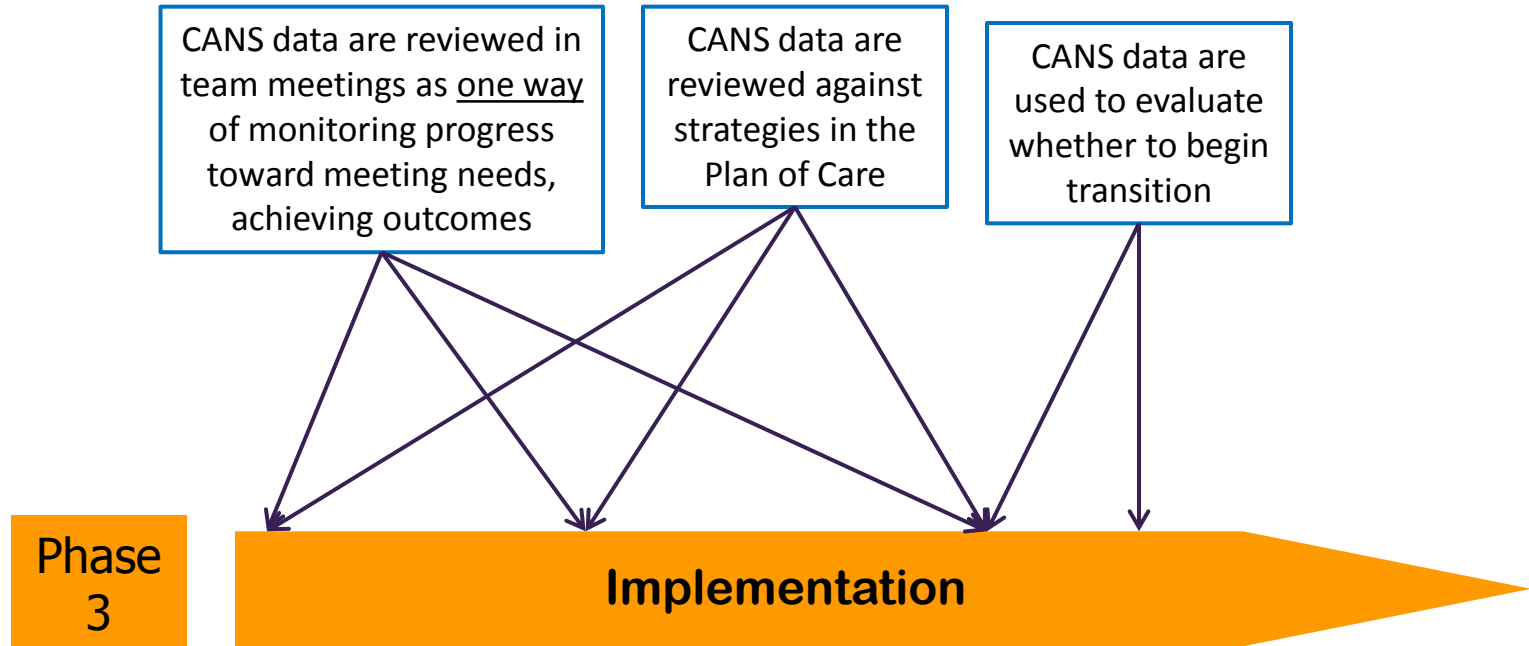 CANS data are reviewed in
team meetings as one way
of monitoring progress
toward meeting needs,
achieving outcomes
CANS data are
reviewed against
strategies in the
Plan of Care
CANS data are
used to evaluate
whether to begin
transition
Phase
3
Implementation